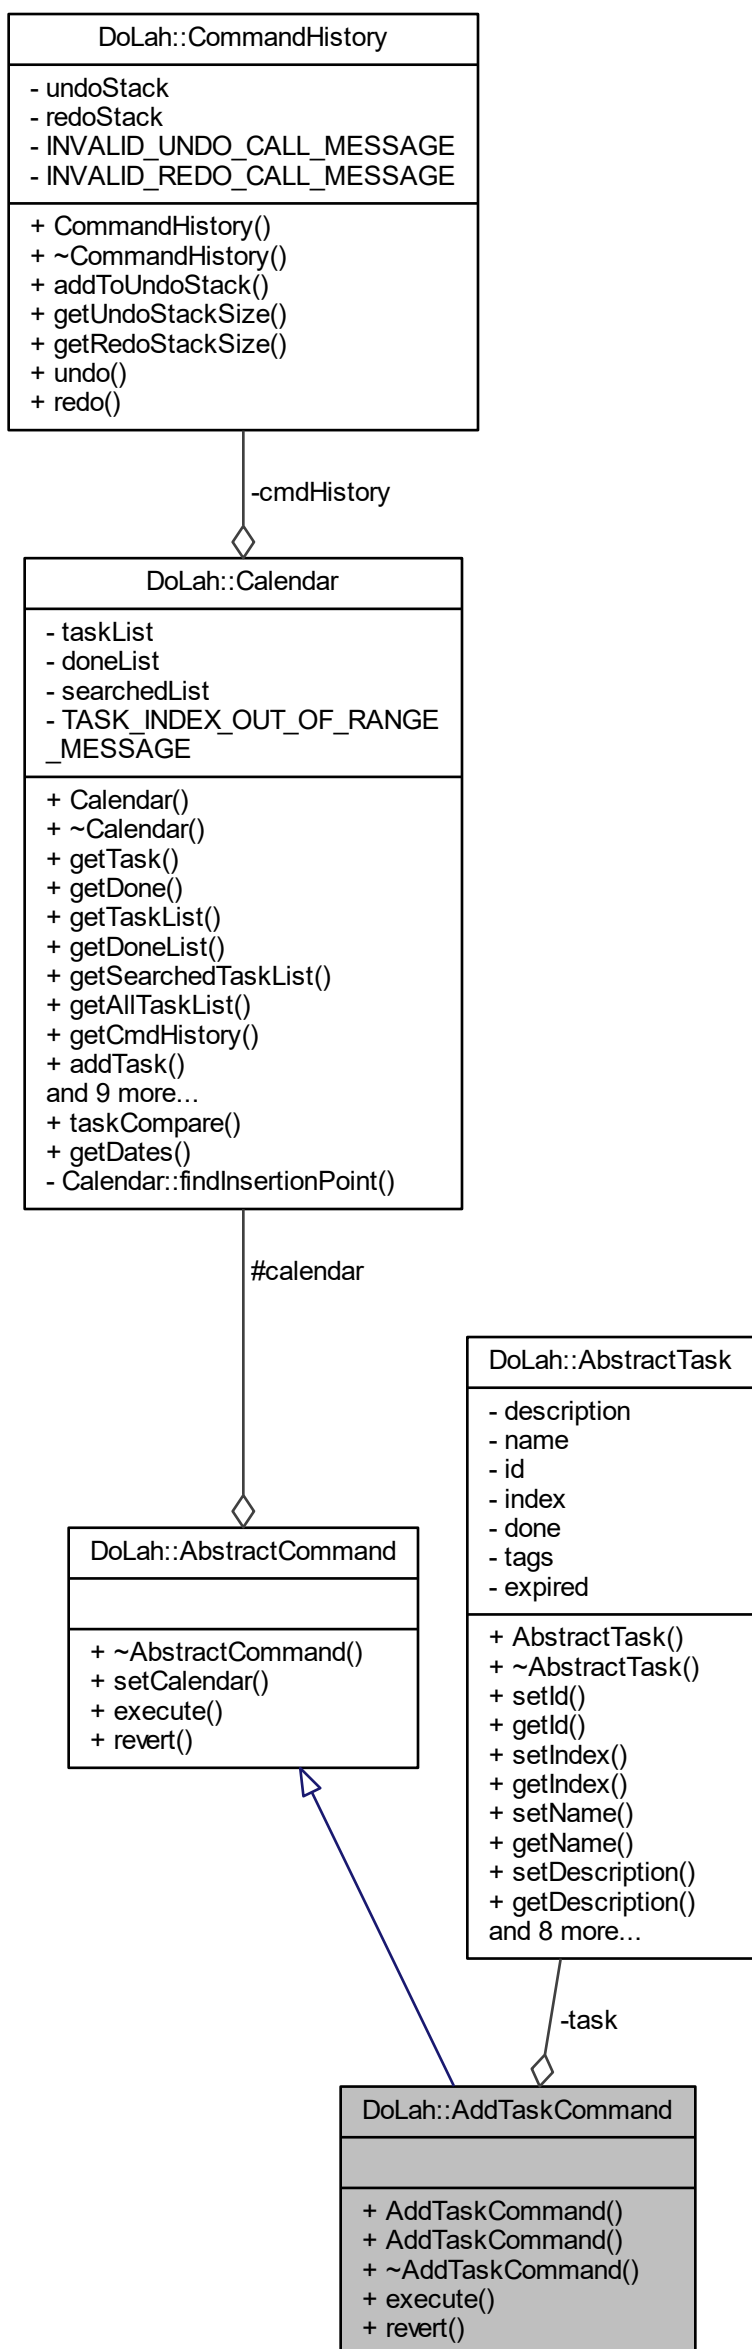 DoLah::CommandHistory
- undoStack
- redoStack
- INVALID_UNDO_CALL_MESSAGE
- INVALID_REDO_CALL_MESSAGE
+ CommandHistory()
+ ~CommandHistory()
+ addToUndoStack()
+ getUndoStackSize()
+ getRedoStackSize()
+ undo()
+ redo()
-cmdHistory
DoLah::Calendar
- taskList
- doneList
- searchedList
- TASK_INDEX_OUT_OF_RANGE
_MESSAGE
+ Calendar()
+ ~Calendar()
+ getTask()
+ getDone()
+ getTaskList()
+ getDoneList()
+ getSearchedTaskList()
+ getAllTaskList()
+ getCmdHistory()
+ addTask()
and 9 more...
+ taskCompare()
+ getDates()
- Calendar::findInsertionPoint()
#calendar
DoLah::AbstractTask
- description
- name
- id
- index
- done
- tags
- expired
+ AbstractTask()
+ ~AbstractTask()
+ setId()
+ getId()
+ setIndex()
+ getIndex()
+ setName()
+ getName()
+ setDescription()
+ getDescription()
and 8 more...
DoLah::AbstractCommand
+ ~AbstractCommand()
+ setCalendar()
+ execute()
+ revert()
-task
DoLah::AddTaskCommand
+ AddTaskCommand()
+ AddTaskCommand()
+ ~AddTaskCommand()
+ execute()
+ revert()